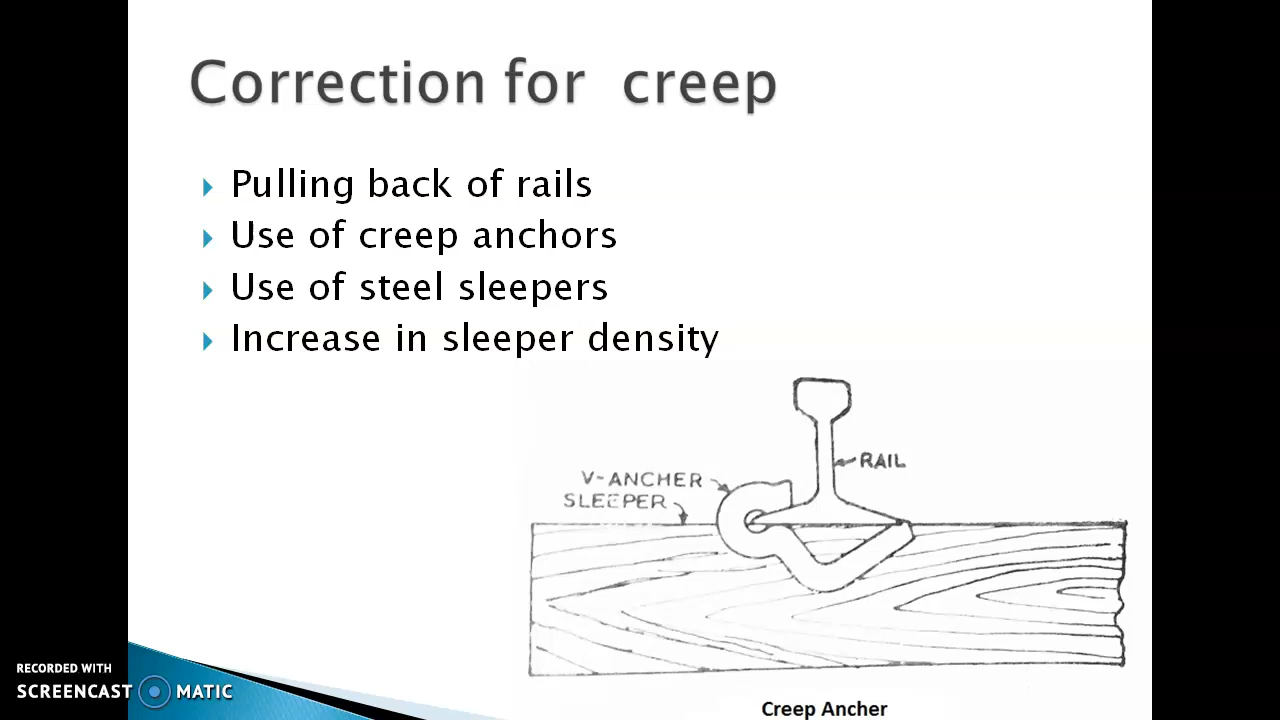 Correction for creep
Pulling back of rails
Use of creep anchors
Use of steel sleepers
Increase in sleeper density
RAIL
V-ANCHER
SLEEPER
Creep Ancher
RECORDED WITH
SCREENCAST MATIC